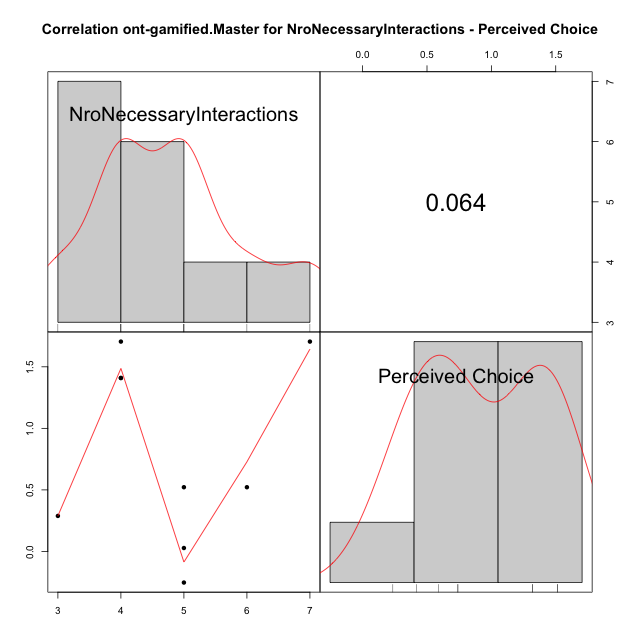 Correlation ont-gamified.Master for NroNecessaryInteractions - Perceived Choice
0.0 0.5 1.0 1.5
NroNecessaryInteractions
0.064
7
6
5
4
3
Perceived Choice
1.5
1.0
0.5
0.0
3 4 5 6 7